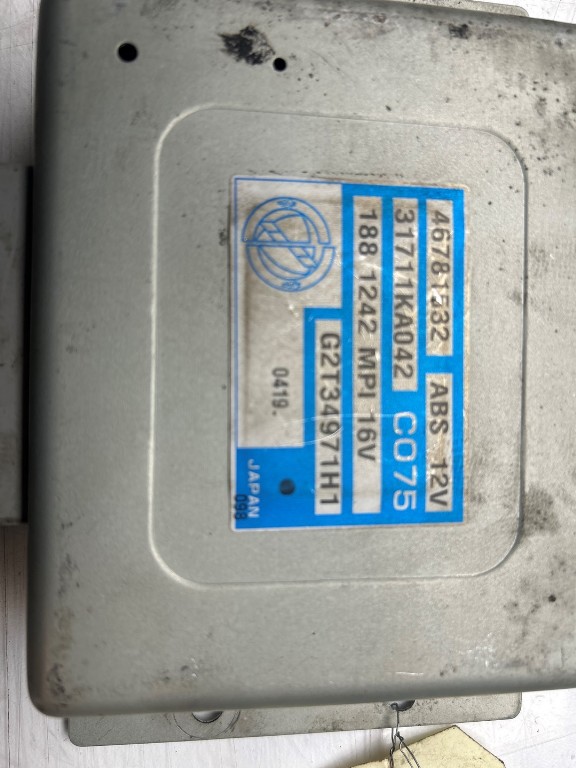 46781532 ABS 12V
31711KA042 C075
188 1242 MPI 16V
G2T34971H1
0419.
JAPAN
098